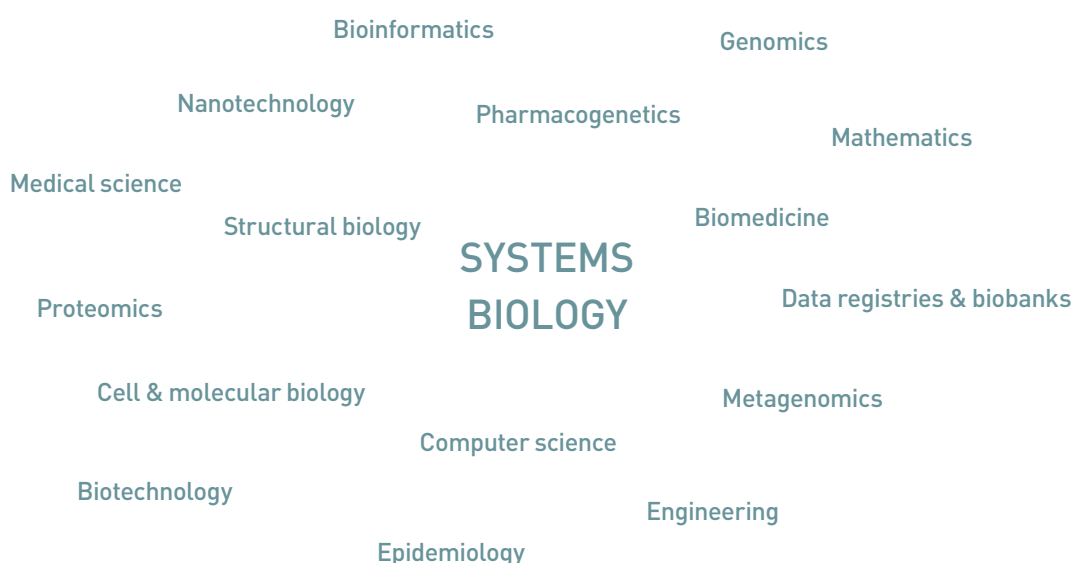 Bioinformatics
Genomics
Nanotechnology
Pharmacogenetics
Mathematics
Medical science
Structural biology
Biomedicine
SYSTEMS
BIOLOGY
Data registries & biobanks
Proteomics
Cell & molecular biology
Metagenomics
Computer science
Biotechnology
Engineering
Epidemiology